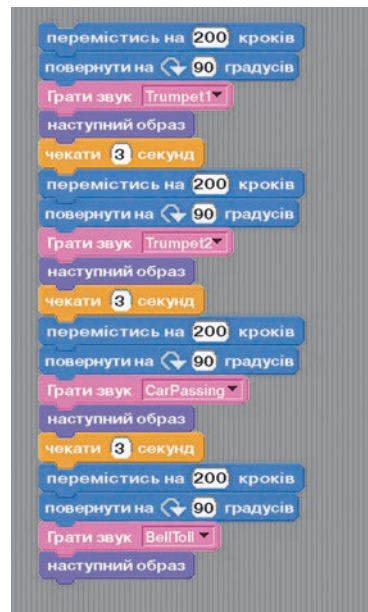 перемістись на 200 кроків
повернути на 90 градусів
Грати звук Trumpet1
наступний образ
чекати 3 секунд
перемістись на 200 кроків
повернути на 90 градусів
Грати звук Trumpet2
наступний образ
чекати 3 секунд
перемістись на 200 кроків
повернути на 90 градусів
Грати звук CarPassing
наступний образ
чекати 3 секунд
перемістись на 200 кроків
повернути на 90 градусів
Грати звук BellToll
наступний образ